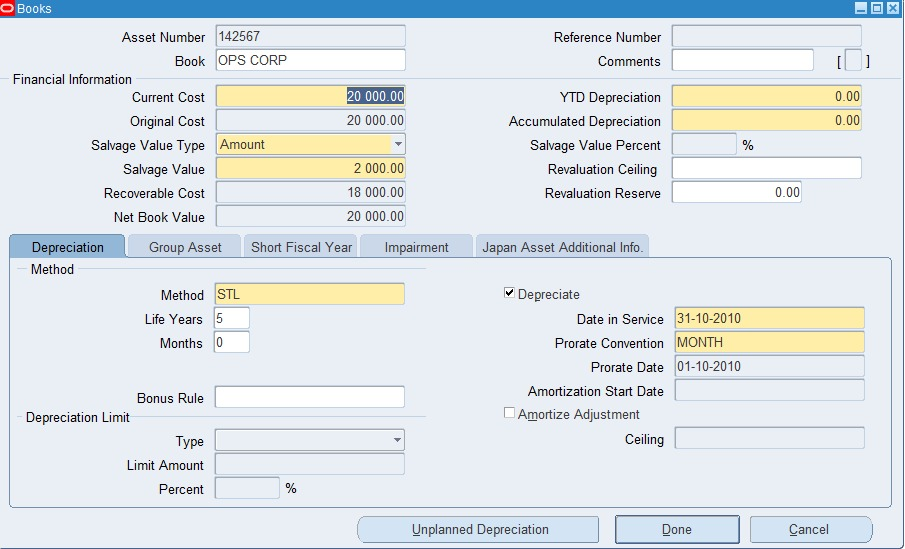 Books
Asset Number 142567 Reference Number
Book OPS CORP Comments [ ]
Financial Information
Current Cost 20 000.00 YTD Depreciation 0.00
Original Cost 20 000.00 Accumulated Depreciation 0.00
Salvage Value Type Amount Salvage Value Percent %
Salvage Value 2 000.00 Revaluation Ceiling
Recoverable Cost 18 000.00 Revaluation Reserve 0.00
Net Book Value 20 000.00
Depreciation Group Asset Short Fiscal Year Impairment Japan Asset Additional Info.
Method
Method STL Depreciate
Life Years 5 Date in Service 31-10-2010
Months 0 Prorate Convention MONTH
Prorate Date 01-10-2010
Bonus Rule Amortization Start Date
Depreciation Limit Amortize Adjustment
Type Ceiling
Limit Amount
Percent %
Unplanned Depreciation Done Cancel